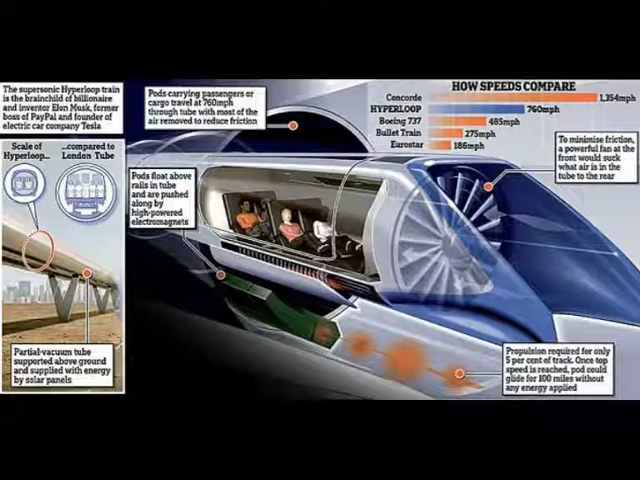 The supersonic Hyperloop train
is the brainchild of billionaire
and inventor Elon Musk, former
boss of PayPal and founder of
electric car company Tesla
Scale of
Hyperloop...
...compared to
London Tube
Partial-vacuum tube
supported above ground
and supplied with energy
by solar panels
Pods carrying passengers or
cargo travel at 760mph
through tube with most of the
air removed to reduce friction
Pods float above
rails in tube
and are pushed
along by
high-powered
electromagnets
HOW SPEEDS COMPARE
Concorde 1,354mph
HYPERLOOP 760mph
Boeing 737 485mph
Bullet Train 275mph
Eurostar 186mph
To minimise friction,
a powerful fan at the
front would suck
what air is in the
tube to the rear
Propulsion required for only
5 per cent of track. Once top
speed is reached, pod could
glide for 100 miles without
any energy applied